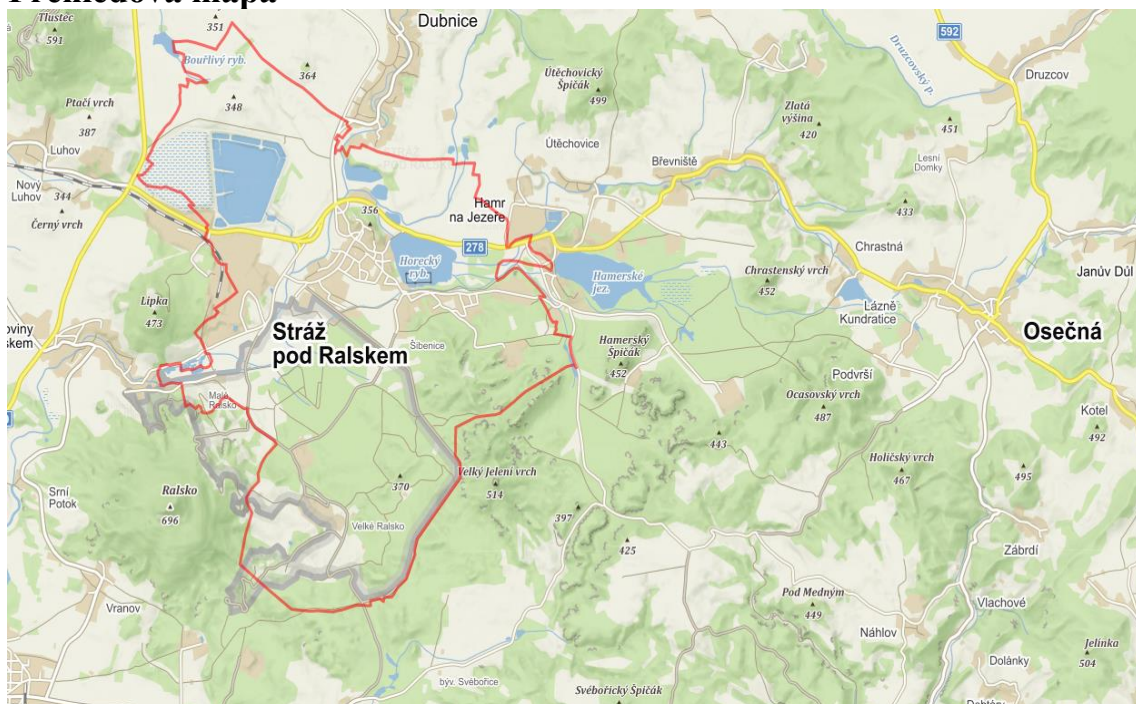 Přehledová mapa
Tlustec
591
351
Dubnice
592
Bouřlivý ryb.
364
Druzcovský p.
Druzcov
Útěchovický
Špičák
499
Ptačí vrch
387
348
Zlatá
výšina
420
451
Luhov
Útěchovice
Břevniště
Lesní
Domky
Nový
Luhov
344
Černý vrch
356
Hamr
na Jezere
433
278
Chrastná
Horecký
ryb.
Hamerské
jez.
Chrastenský vrch
452
Janův Důl
Lipka
473
Lázně
Kundratice
oviny
skem
Stráž
pod Ralskem
Šibenice
Hamerský
Špičák
452
Osečná
Podvrší
Malé
Ralsko
Ocasovský vrch
487
Kotel
492
443
Holičský vrch
467
495
Velký Jelení vrch
514
370
Srní
Potok
Ralsko
696
397
Velké Ralsko
425
Zábrdí
Pod Medným
449
Vlachové
Vranov
Náhlov
Jelínka
504
Dolánky
býv. Svébořice
Svébořický Špičák